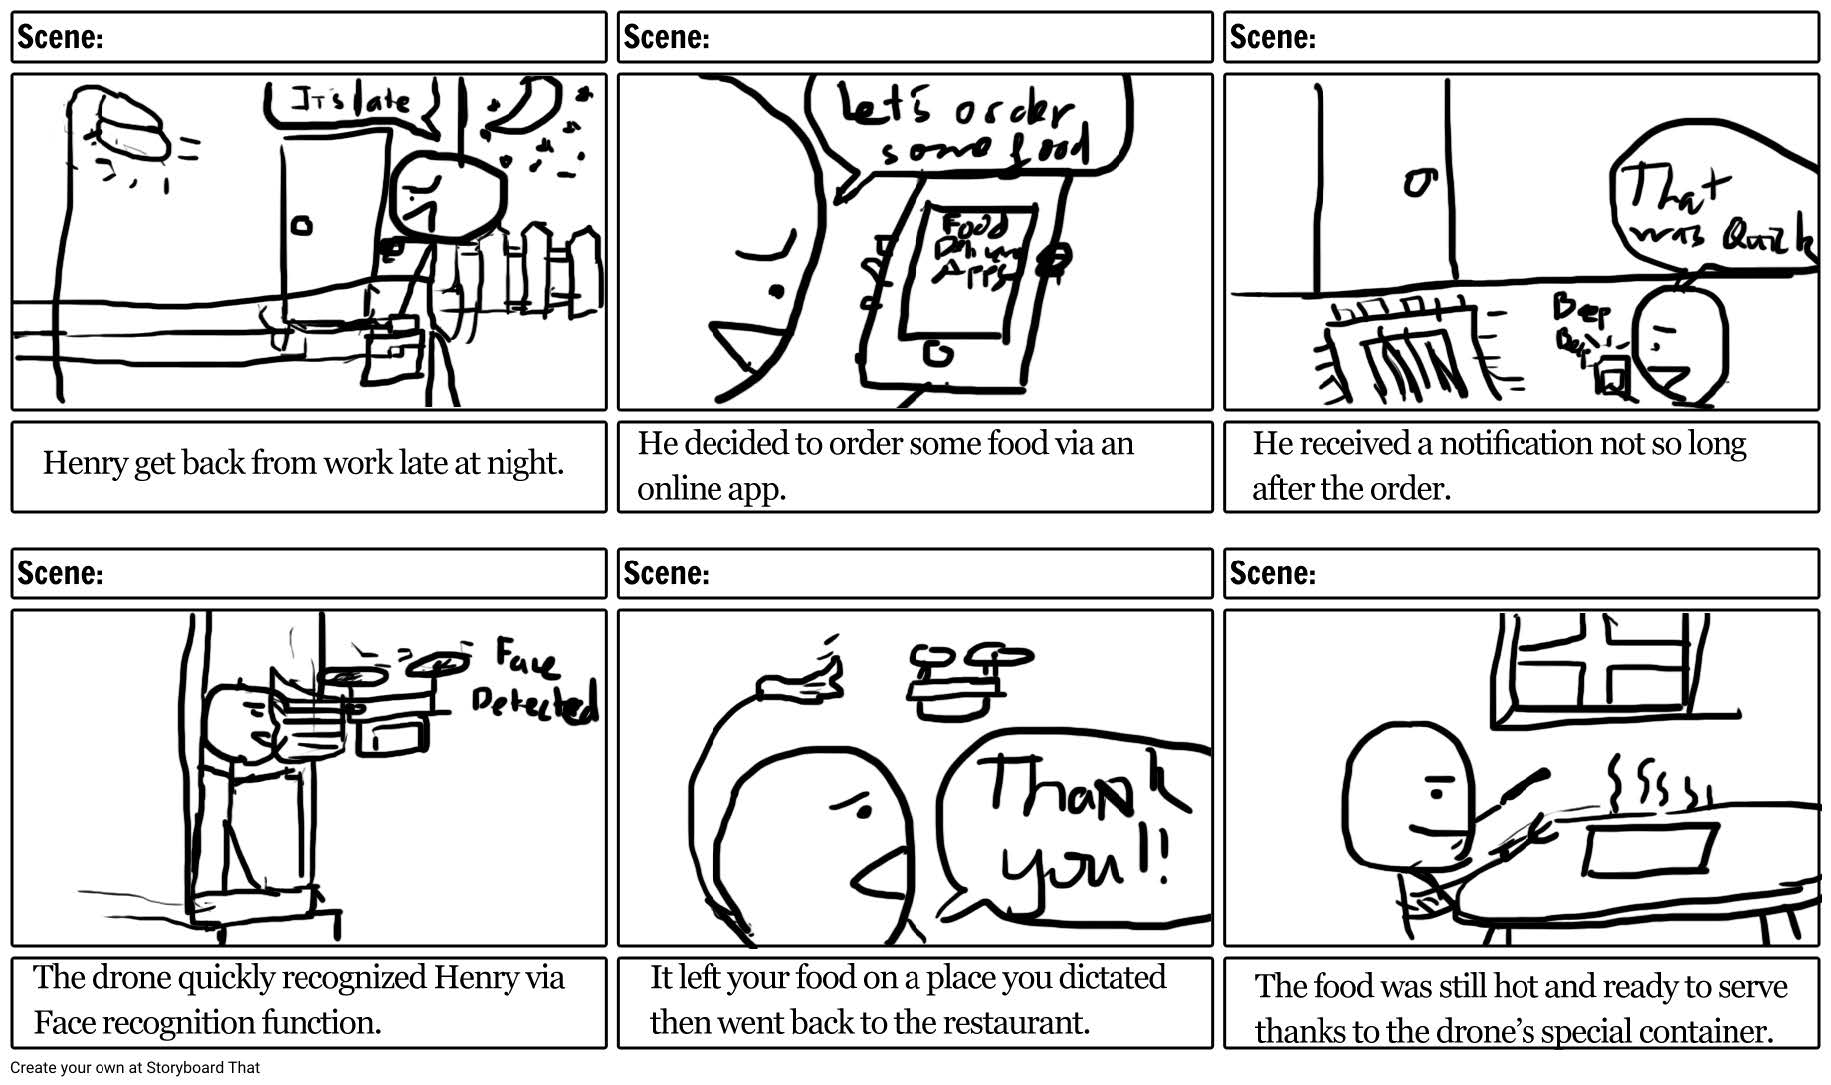 Scene:
Scene:
Scene:
It's late
Let's order
some food
Food
Apps
That
was Quick
Beep
Beep
Henry get back from work late at night.
He decided to order some food via an
online app.
He received a notification not so long
after the order.
Scene:
Scene:
Scene:
Face
Detected
Thank
you!!
The drone quickly recognized Henry via
Face recognition function.
It left your food on a place you dictated
then went back to the restaurant.
The food was still hot and ready to serve
thanks to the drone’s special container.
Create your own at Storyboard That